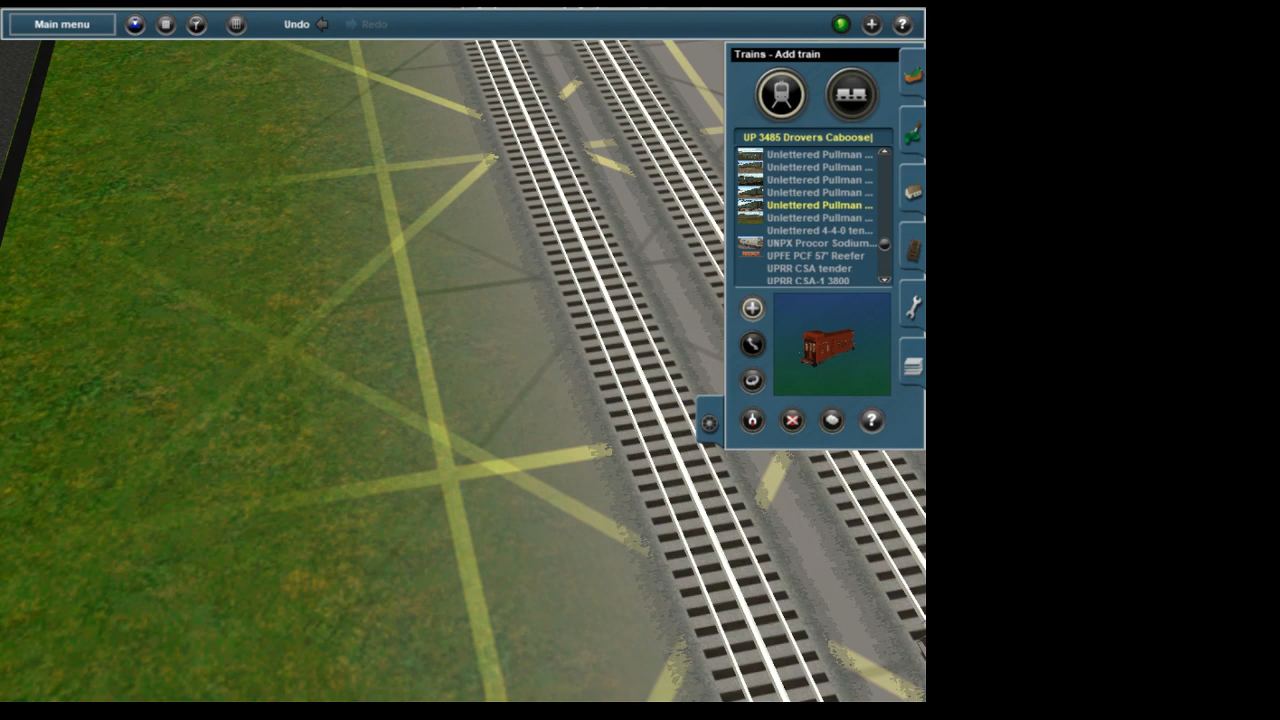 Main menu
Undo
Redo
Trains - Add train
UP 3485 Drovers Caboose
Unlettered Pullman ...
Unlettered Pullman ...
Unlettered Pullman ...
Unlettered Pullman ...
Unlettered Pullman ...
Unlettered Pullman ...
Unlettered 4-4-0 ten...
UNPX Procor Sodium...
UPFE PCF 57' Reefer
UPRR CSA tender
UPRR CSA-1 3800